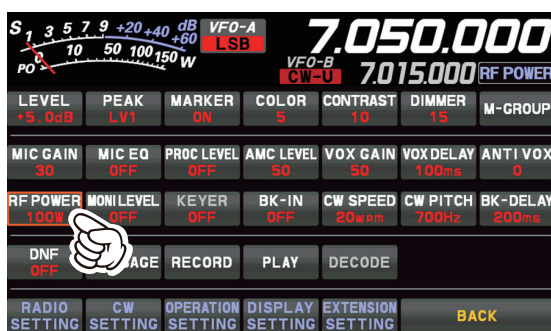 S 1 3 5 7 9 +20 +40 +60 dB VFO-A
LSB 7.050.000
PO 10 50 100 150 W
VFO-B
CW-U 7.015.000 RF POWER
LEVEL PEAK MARKER COLOR CONTRAST DIMMER M-GROUP
+5.0dB LV1 ON 5 10 15
MIC GAIN MIC EQ PROC LEVEL AMC LEVEL VOX GAIN VOX DELAY ANTI VOX
30 OFF OFF 50 50 100ms 0
RF POWER MONI LEVEL KEYER BK-IN CW SPEED CW PITCH BK-DELAY
100W OFF OFF OFF 20wpm 700Hz 200ms
DNF AGE RECORD PLAY DECODE
OFF
RADIO CW OPERATION DISPLAY EXTENSION BACK
SETTING SETTING SETTING SETTING SETTING